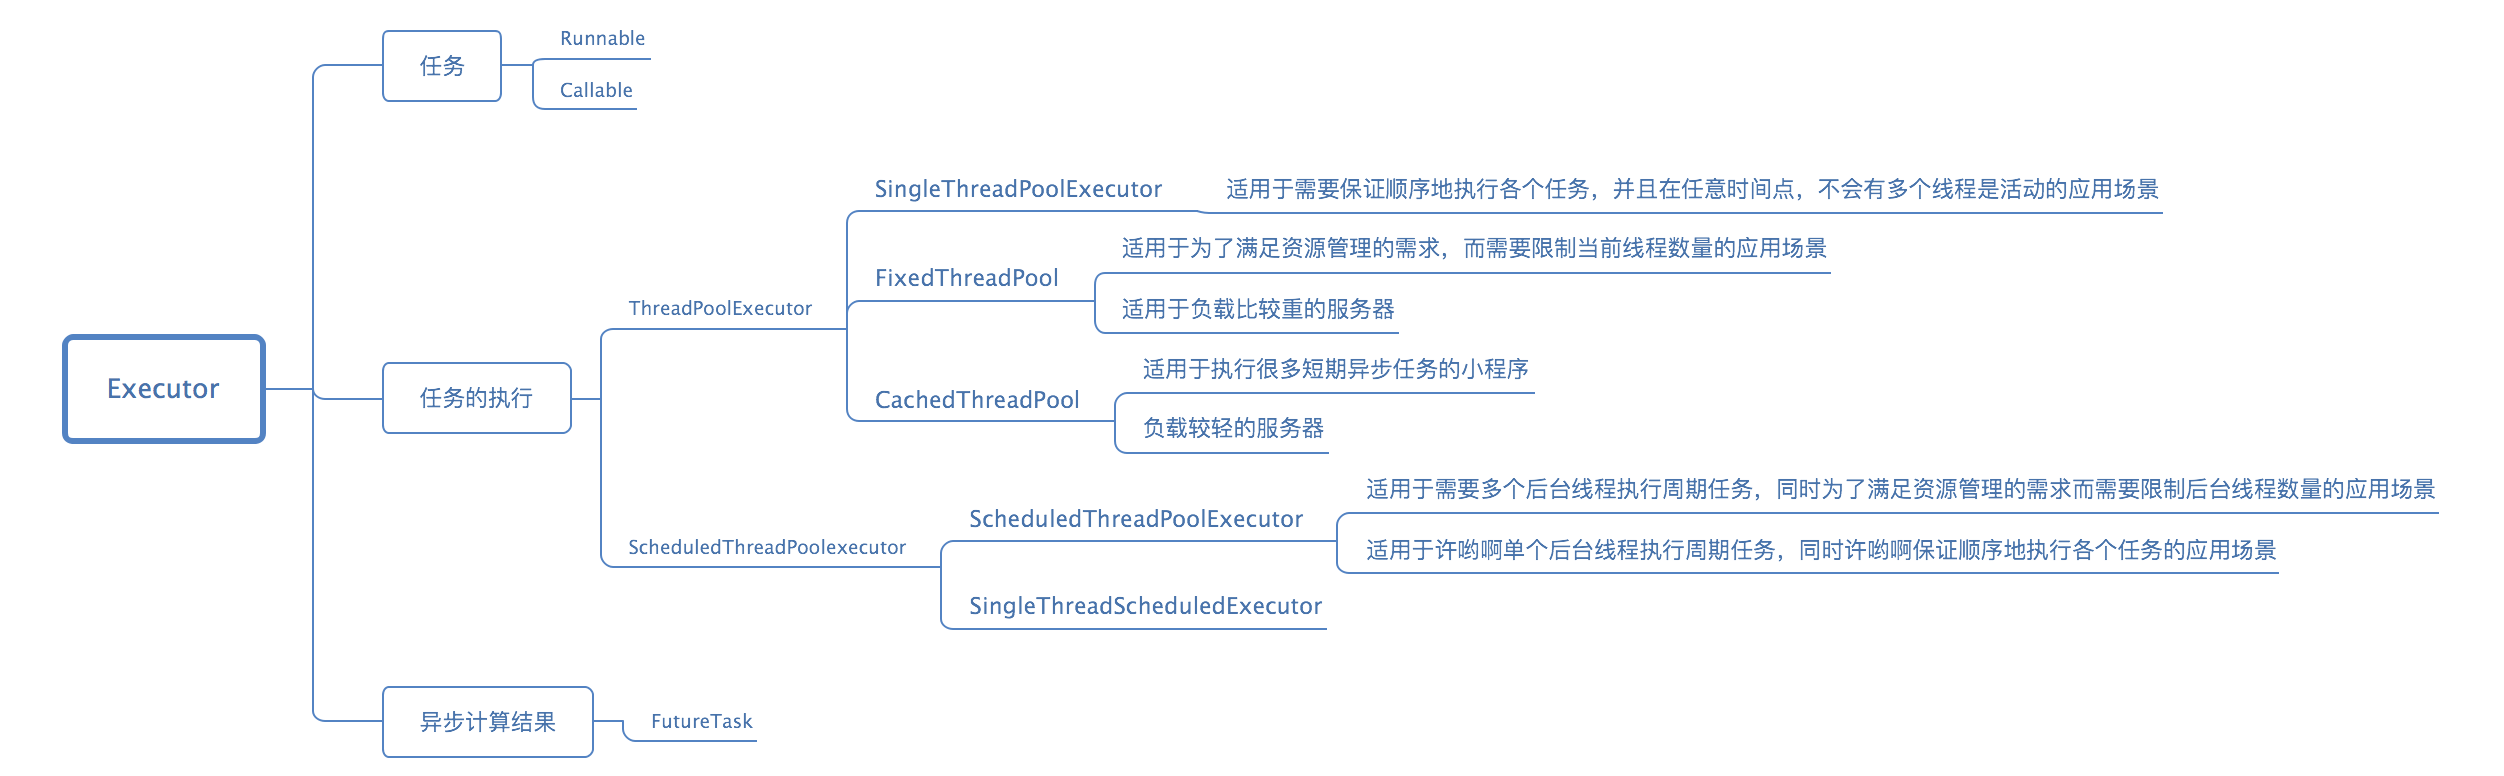 Executor
任务
Runnable
Callable
任务的执行
ThreadPoolExecutor
SingleThreadPoolExecutor
适用于需要保证顺序地执行各个任务，并且在任意时间点，不会有多个线程是活动的应用场景
FixedThreadPool
适用于为了满足资源管理的需求，而需要限制当前线程数量的应用场景
适用于负载比较重的服务器
CachedThreadPool
适用于执行很多短期异步任务的小程序
负载较轻的服务器
ScheduledThreadPoolexecutor
ScheduledThreadPoolExecutor
适用于需要多个后台线程执行周期任务，同时为了满足资源管理的需求而需要限制后台线程数量的应用场景
适用于许哟啊单个后台线程执行周期任务，同时许哟啊保证顺序地执行各个任务的应用场景
SingleThreadScheduledExecutor
异步计算结果
FutureTask